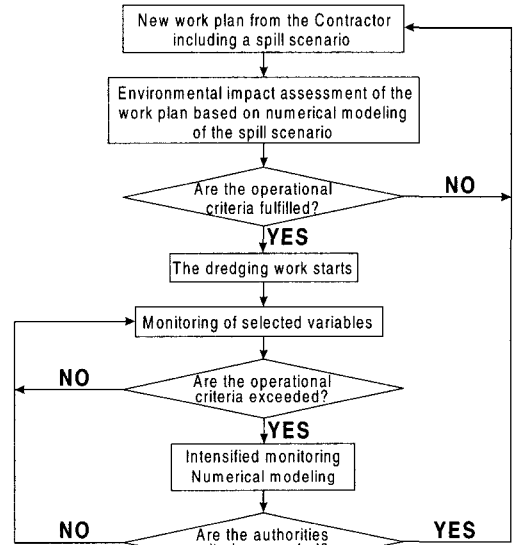 New work plan from the Contractor
including a spill scenario
Environmental impact assessment of the
work plan based on numerical modeling
of the spill scenario
Are the operational
criteria fulfilled?
NO
YES
The dredging work starts
Monitoring of selected variables
Are the operational
criteria exceeded?
NO
YES
Intensified monitoring
Numerical modeling
Are the authorities
NO
YES